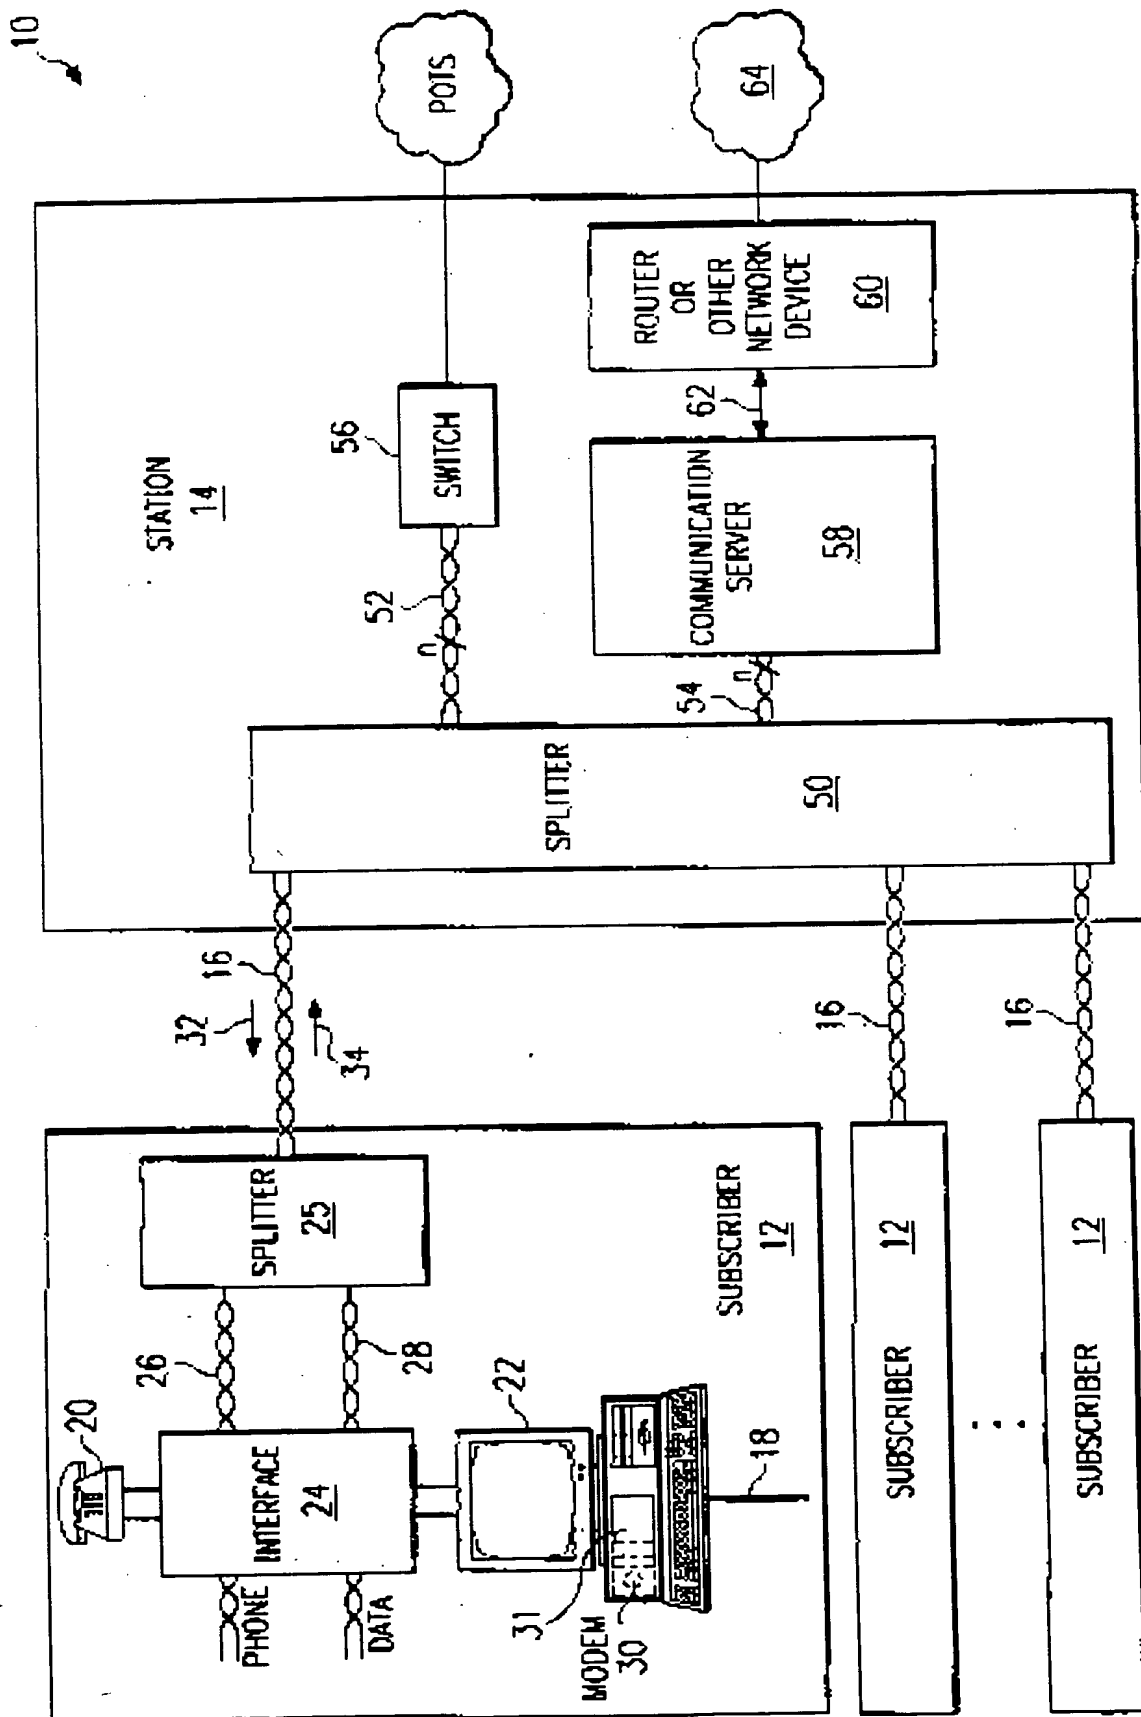 10
STATION
14
POTS
64
56
SWITCH
52
n
ROUTER
OR
OTHER
NETWORK
DEVICE
60
62
COMMUNICATION
SERVER
58
n
54
SPLITTER
50
32
16
34
16
16
SPLITTER
25
26
28
20
INTERFACE
24
PHONE
DATA
22
31
MODEM
30
18
SUBSCRIBER
12
SUBSCRIBER
12
SUBSCRIBER
12